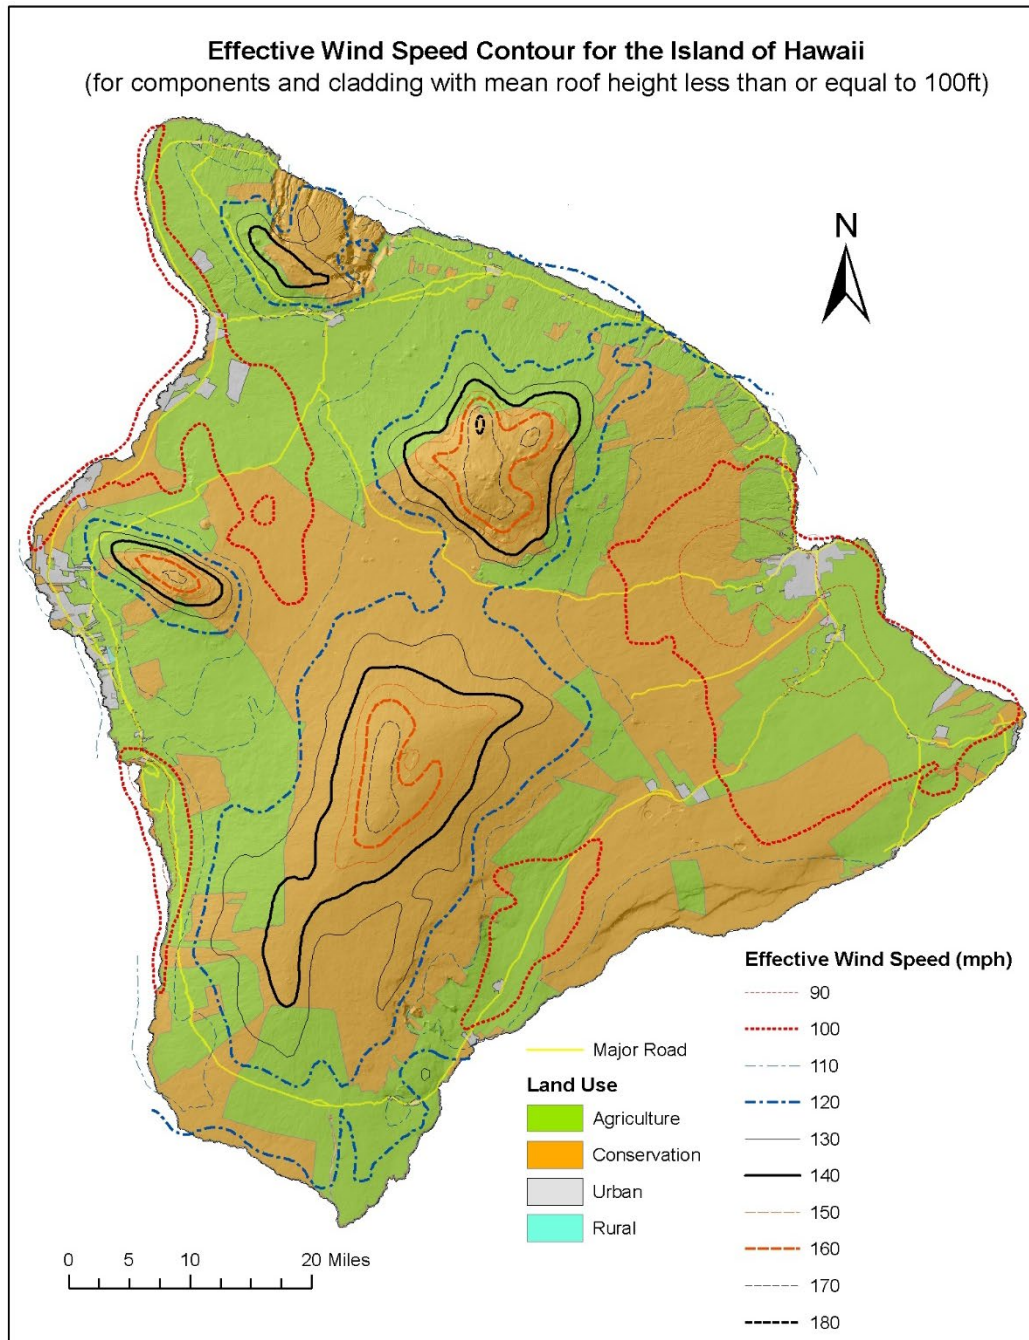 Effective Wind Speed Contour for the Island of Hawaii
(for components and cladding with mean roof height less than or equal to 100ft)
N
Effective Wind Speed (mph)
90
100
110
120
130
140
150
160
170
180
Major Road
Land Use
Agriculture
Conservation
Urban
Rural
0 5 10 20 Miles